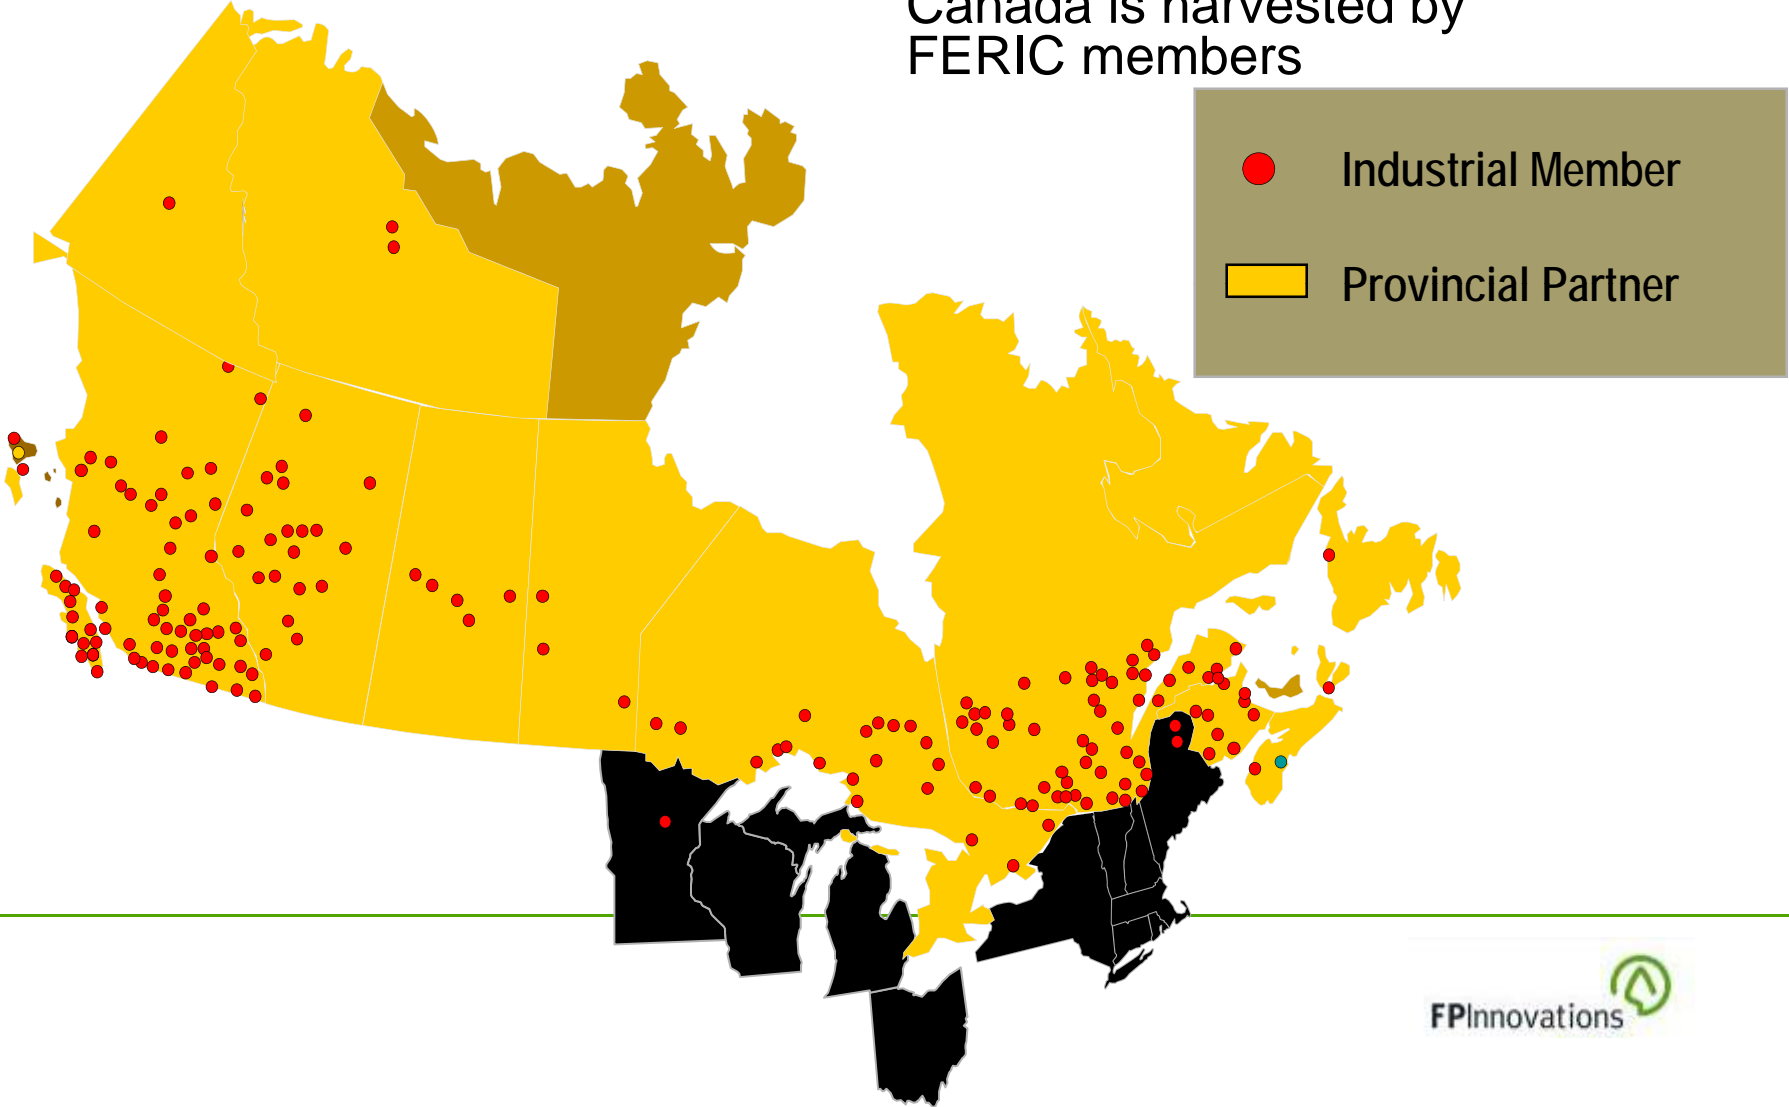 Canada is harvested by
FERIC members
Industrial Member
Provincial Partner
FPInnovations